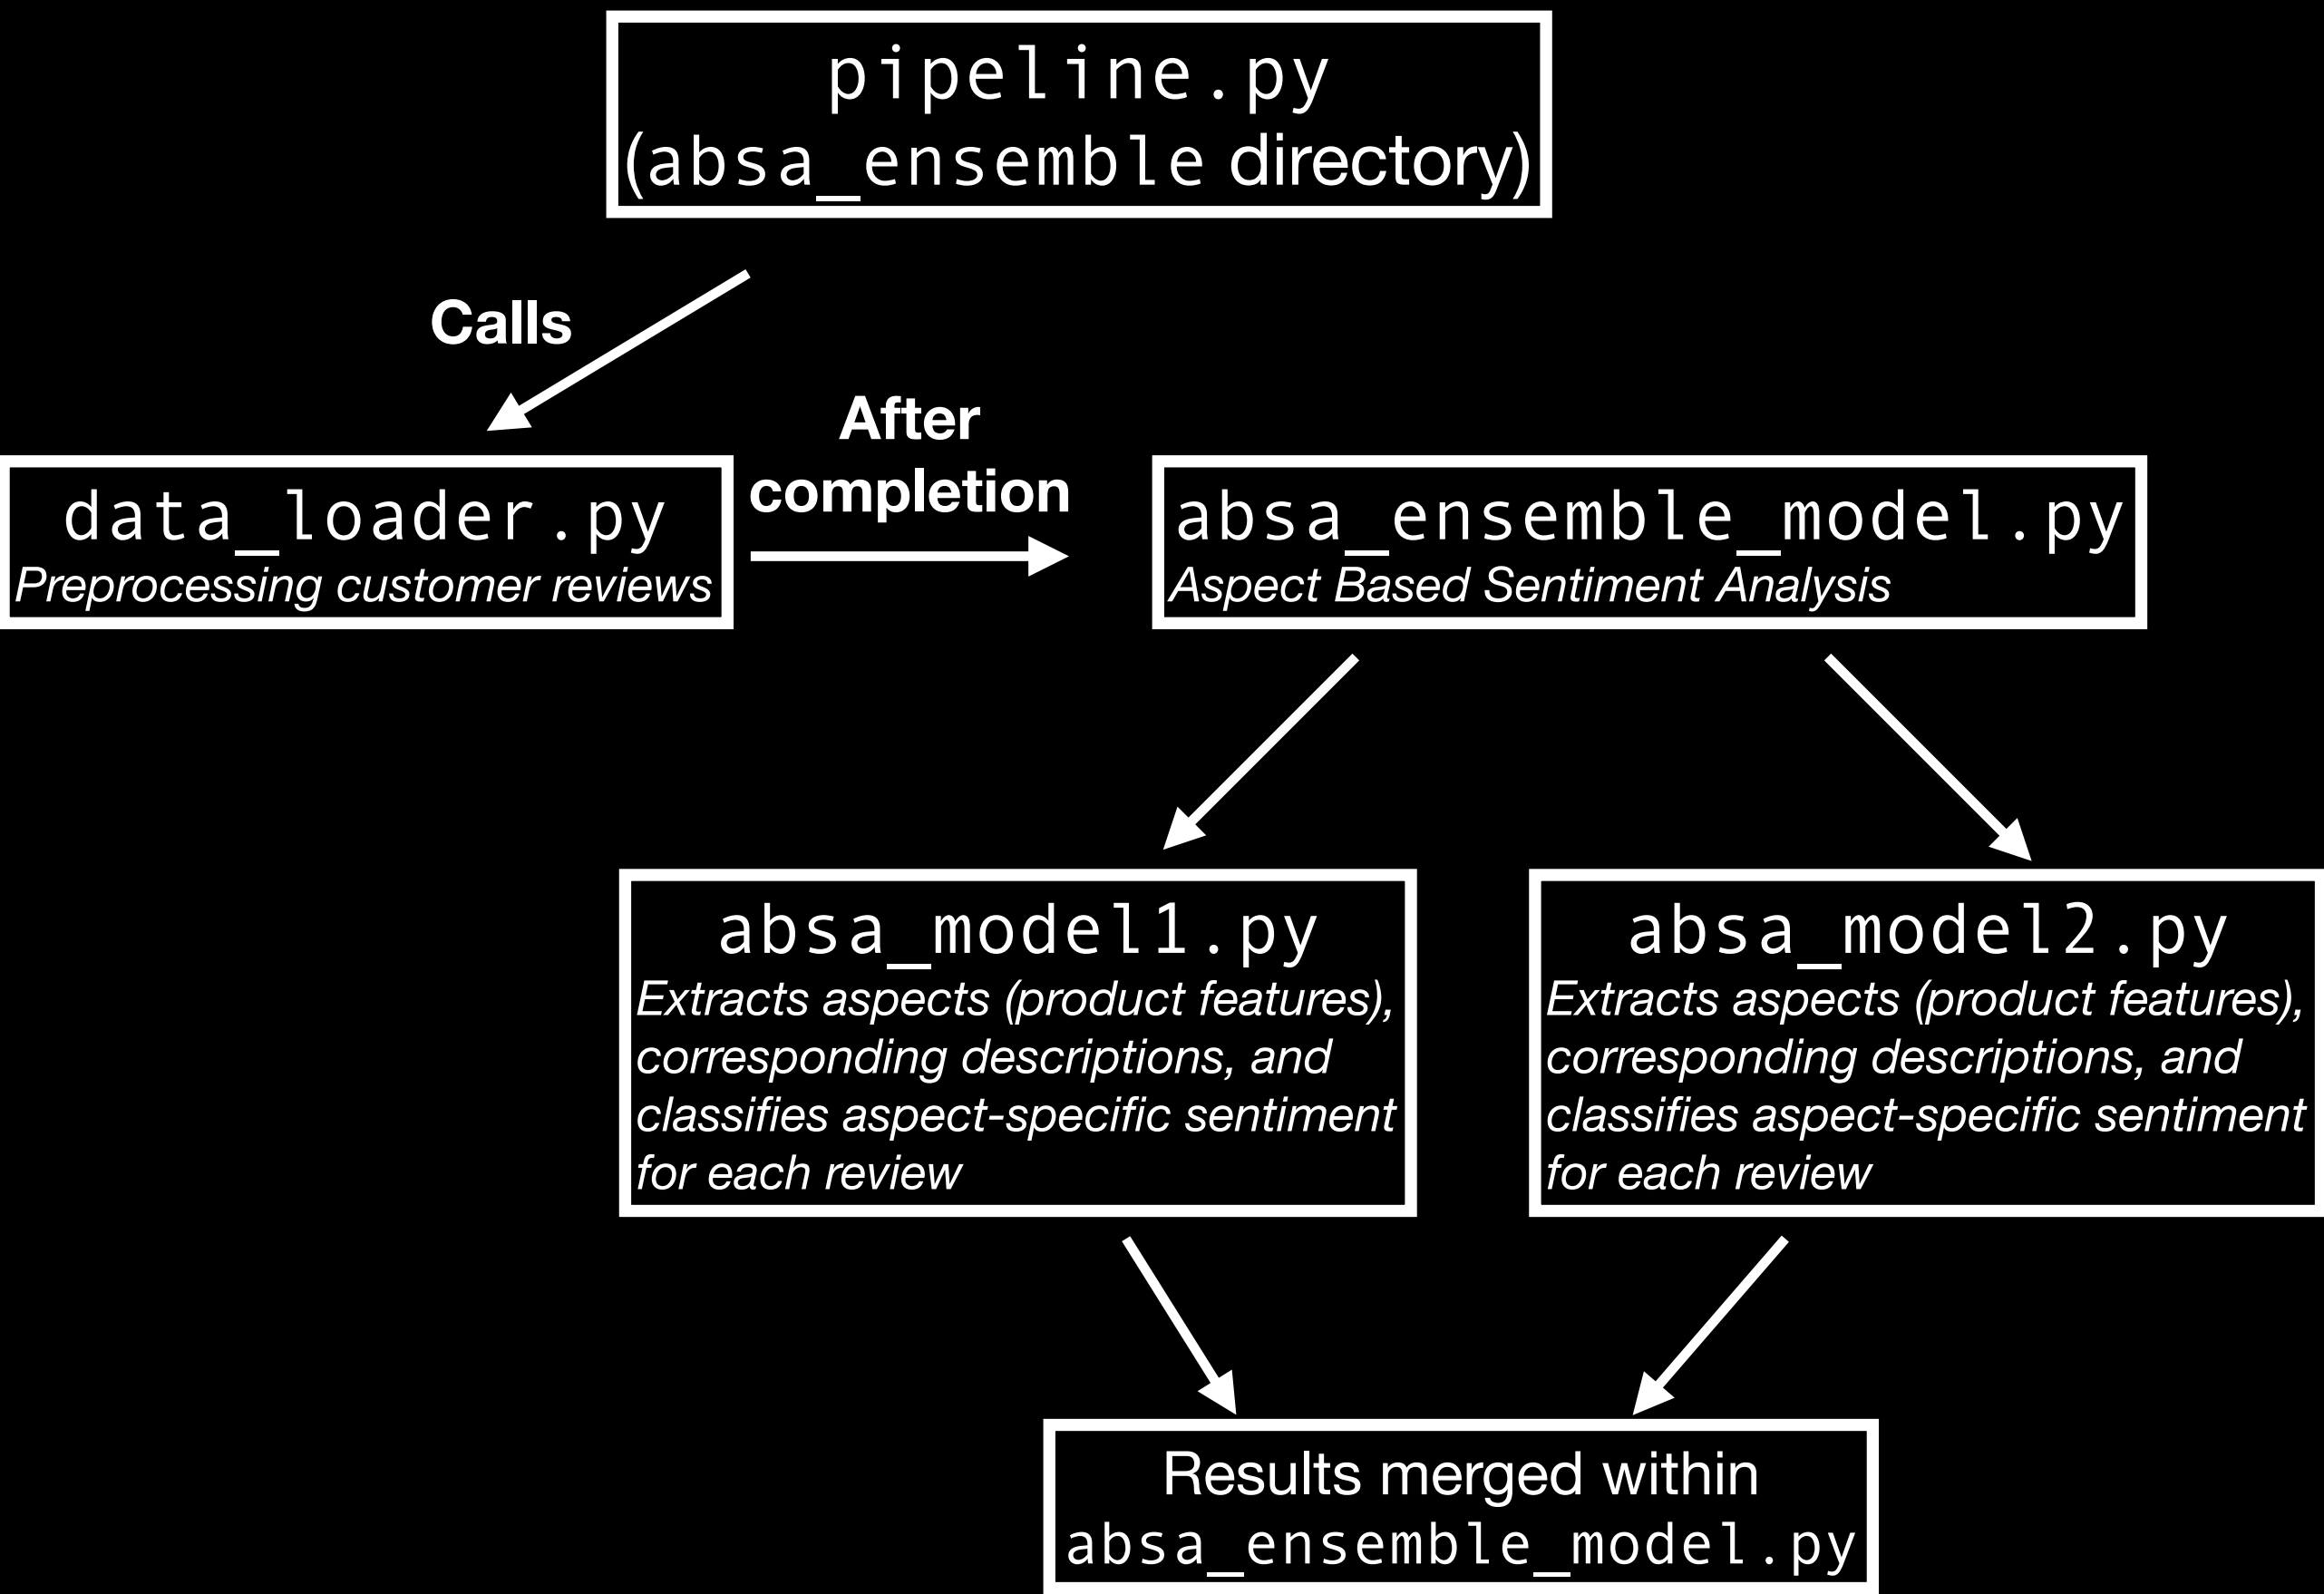 pipeline.py
(absa_ensemble directory)
Calls
After
completion
data_loader.py
Preprocessing customer reviews
absa_ensemble_model.py
Aspect Based Sentiment Analysis
absa_model1.py
Extracts aspects (product features),
corresponding descriptions, and
classifies aspect-specific sentiment
for each review
absa_model2.py
Extracts aspects (product features),
corresponding descriptions, and
classifies aspect-specific sentiment
for each review
Results merged within
absa_ensemble_model.py